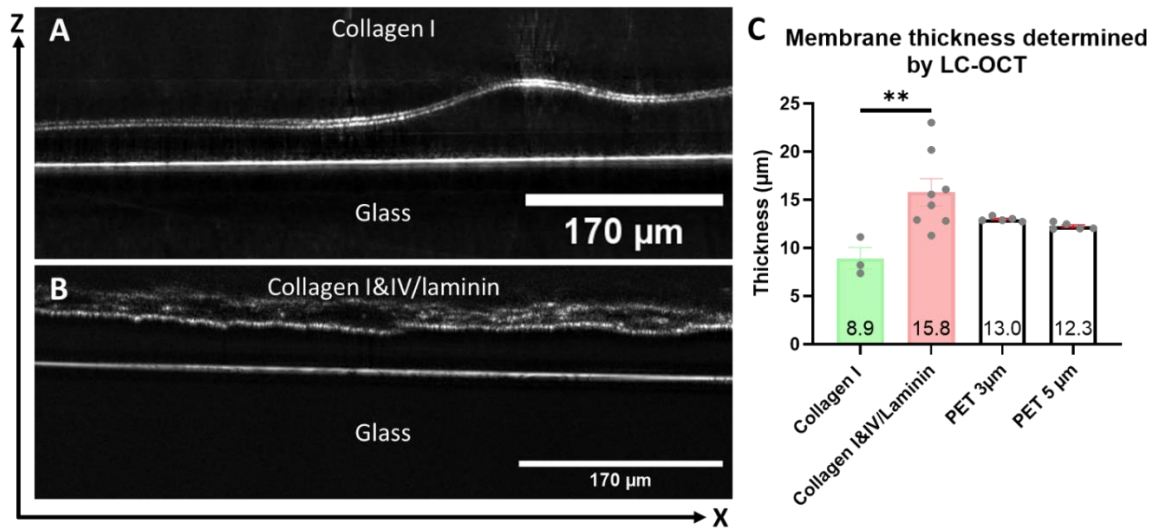 Z
A
Collagen I
Glass
170 µm
B
Collagen I&IV/laminin
Glass
170 µm
X
C
Membrane thickness determined
by LC-OCT
Thickness (µm)
25
20
15
10
5
0
**
8.9
15.8
13.0
12.3
Collagen I
Collagen I&IV/Laminin
PET 3µm
PET 5 µm